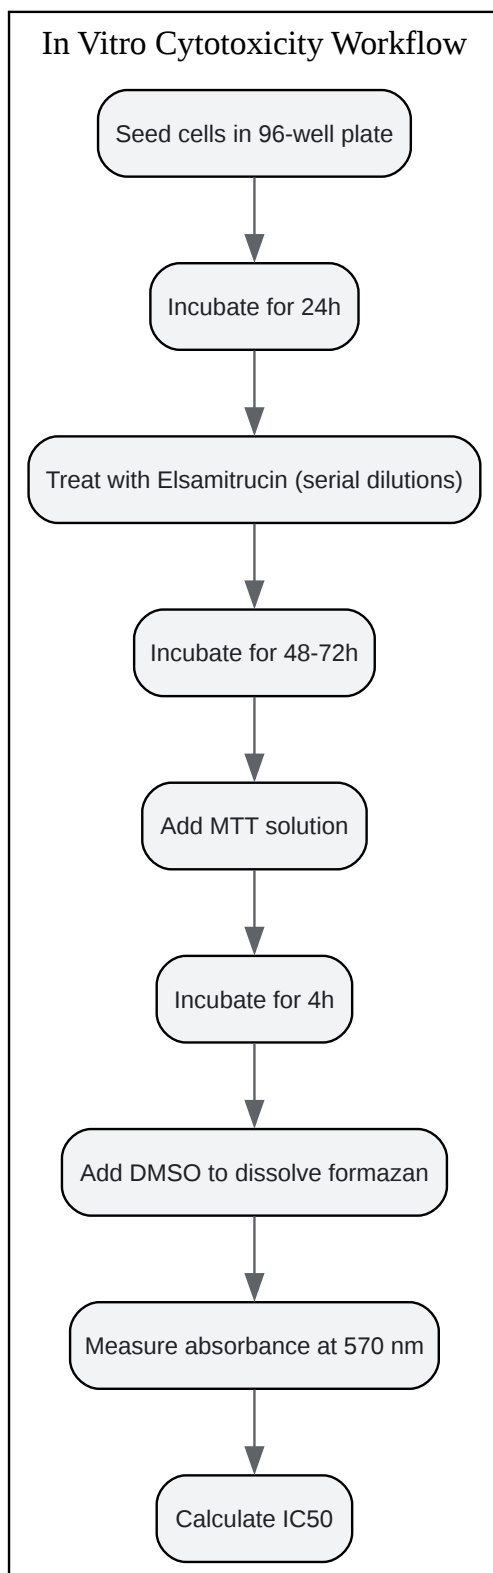 In Vitro Cytotoxicity Workflow
Seed cells in 96-well plate
Incubate for 24h
Treat with Elsamitrucin (serial dilutions)
Incubate for 48-72h
Add MTT solution
Incubate for 4h
Add DMSO to dissolve formazan
Measure absorbance at 570 nm
Calculate IC50